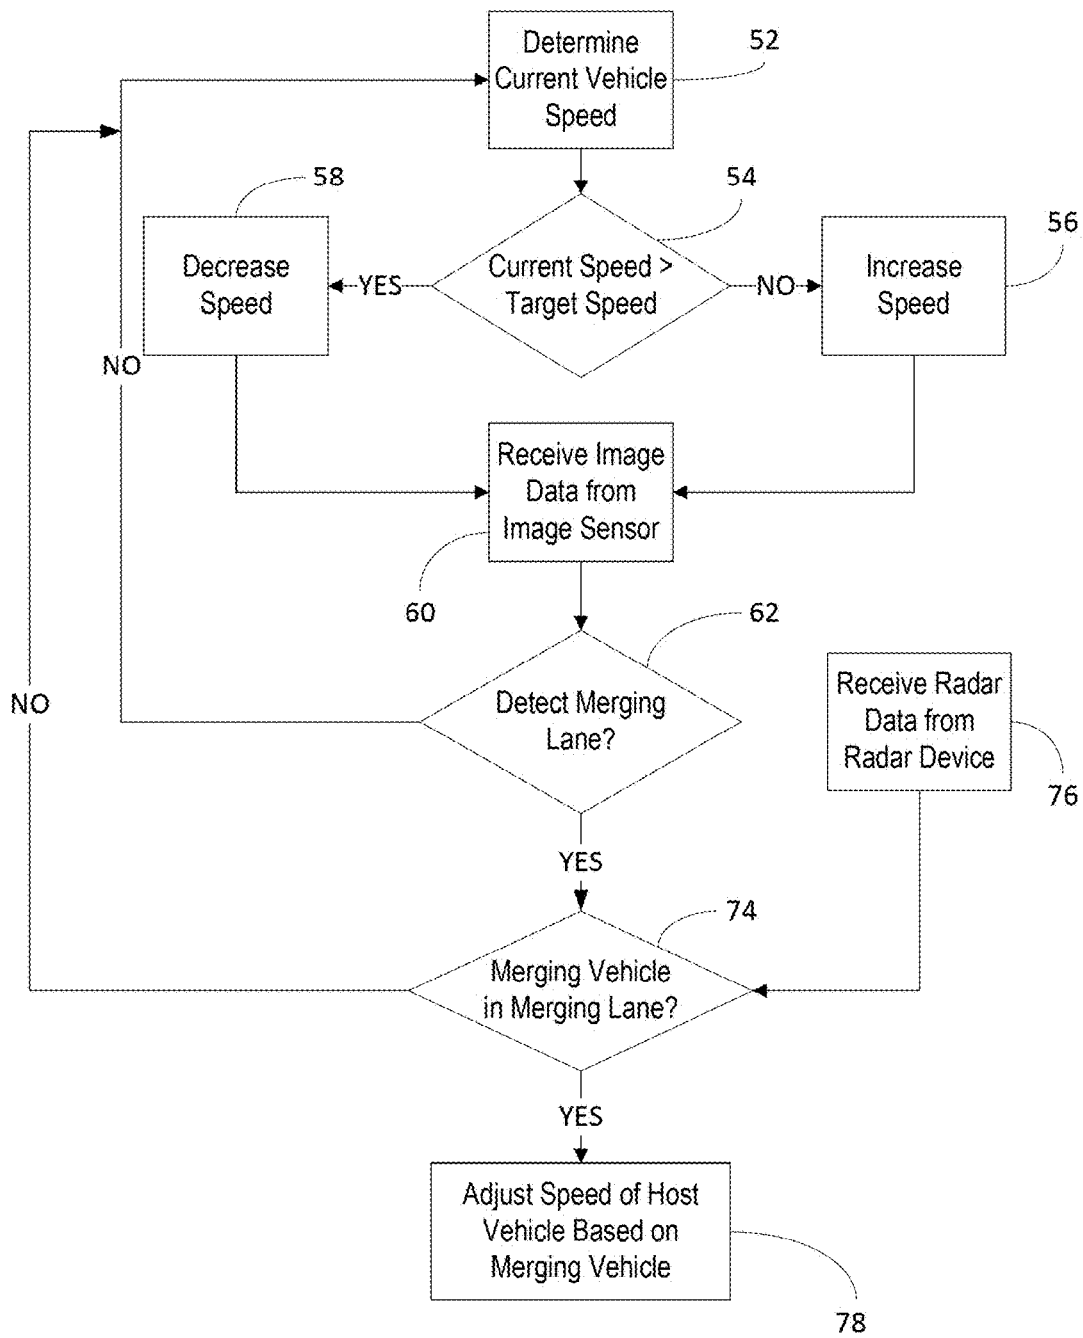 Determine
Current Vehicle
Speed
52
58
54
56
Decrease
Speed
YES
Current Speed >
Target Speed
NO
Increase
Speed
NO
Receive Image
Data from
Image Sensor
60
62
NO
Detect Merging
Lane?
Receive Radar
Data from
Radar Device
76
YES
74
Merging Vehicle
in Merging Lane?
YES
Adjust Speed of Host
Vehicle Based on
Merging Vehicle
78